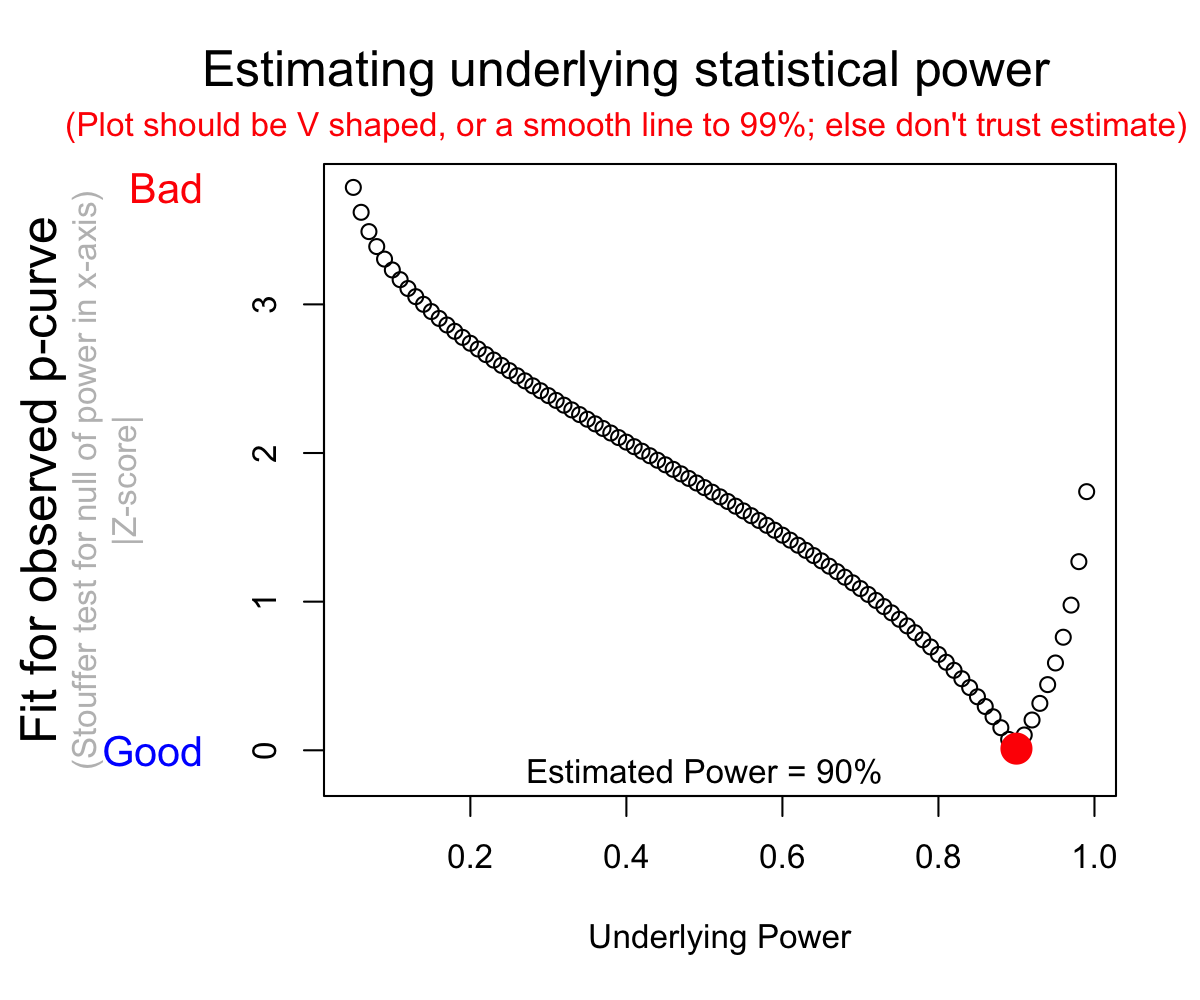 Estimating underlying statistical power
(Plot should be V shaped, or a smooth line to 99%; else don't trust estimate)
Bad
Fit for observed p-curve
(Stouffer test for null of power in x-axis)
|Z-score|
3
2
1
0
Good
Estimated Power = 90%
0.2 0.4 0.6 0.8 1.0
Underlying Power